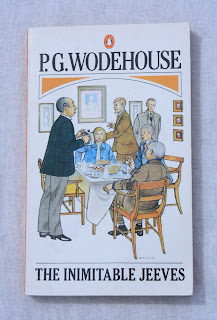 P.G.WODEHOUSE
THE INIMITABLE JEEVES